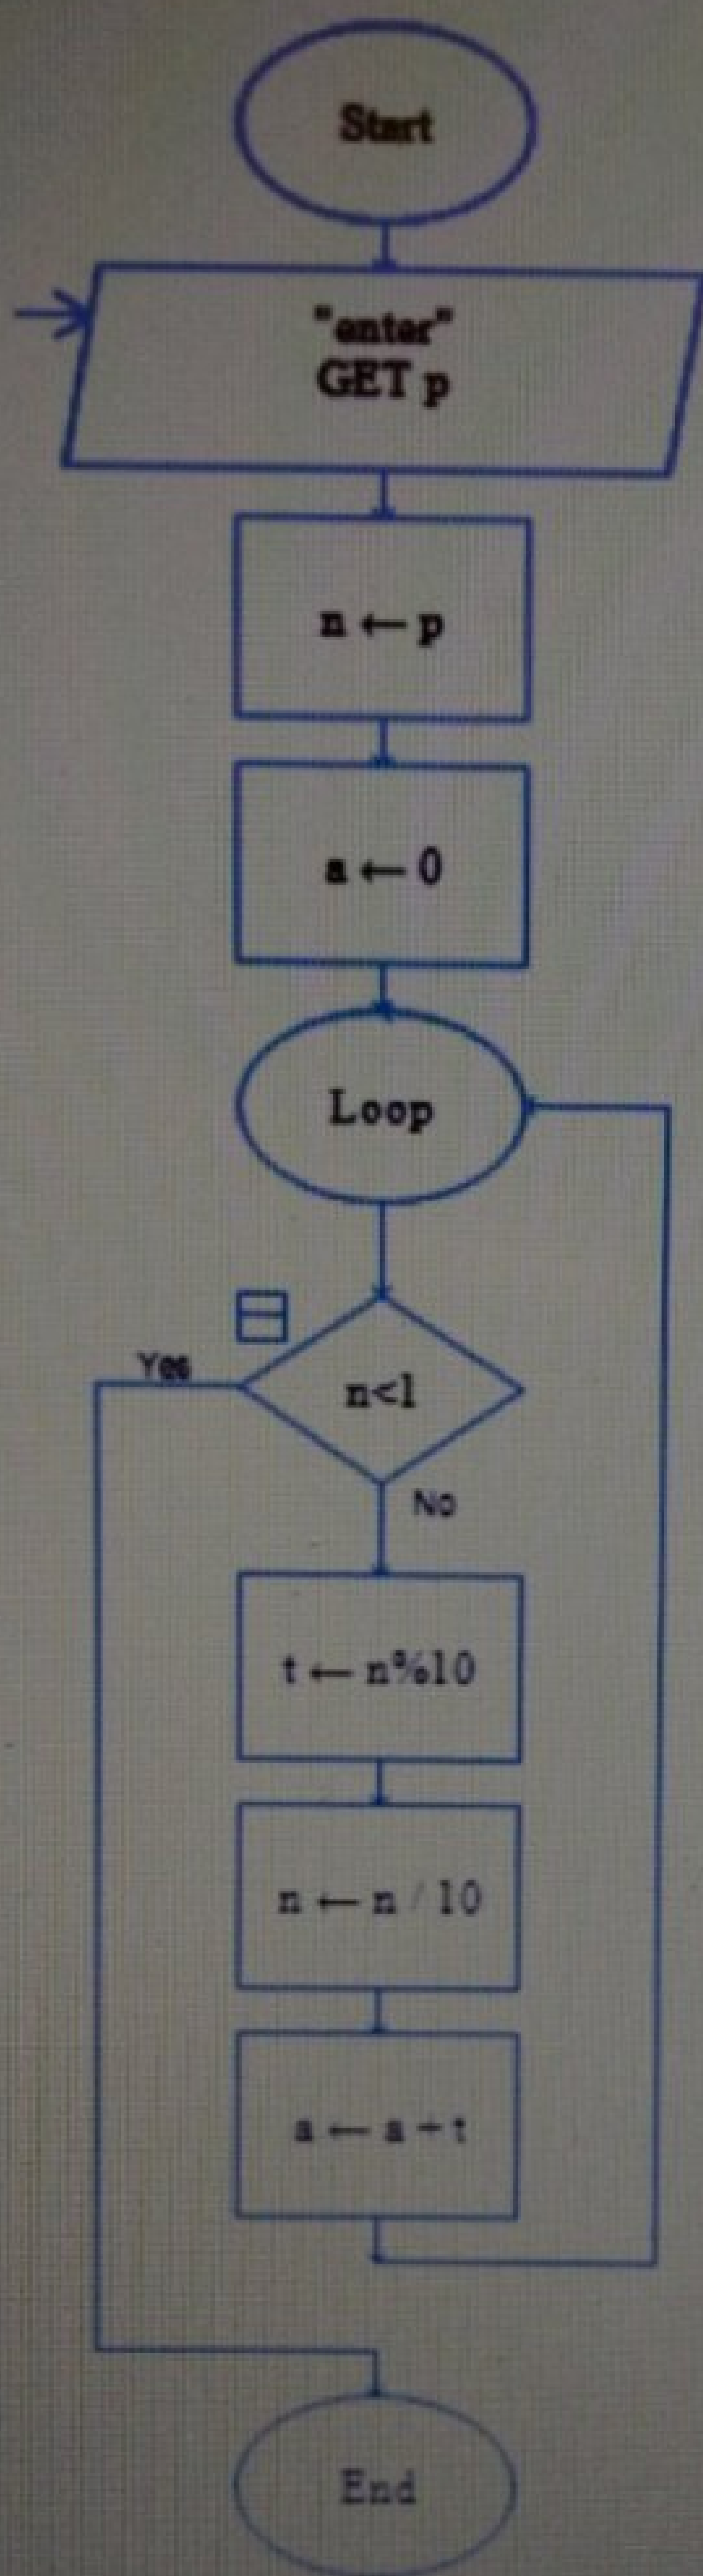 Start
"enter"
GET p
n ← p
a ← 0
Loop
n<1
Yes
No
t ← n%10
n ← n / 10
a ← a + t
End